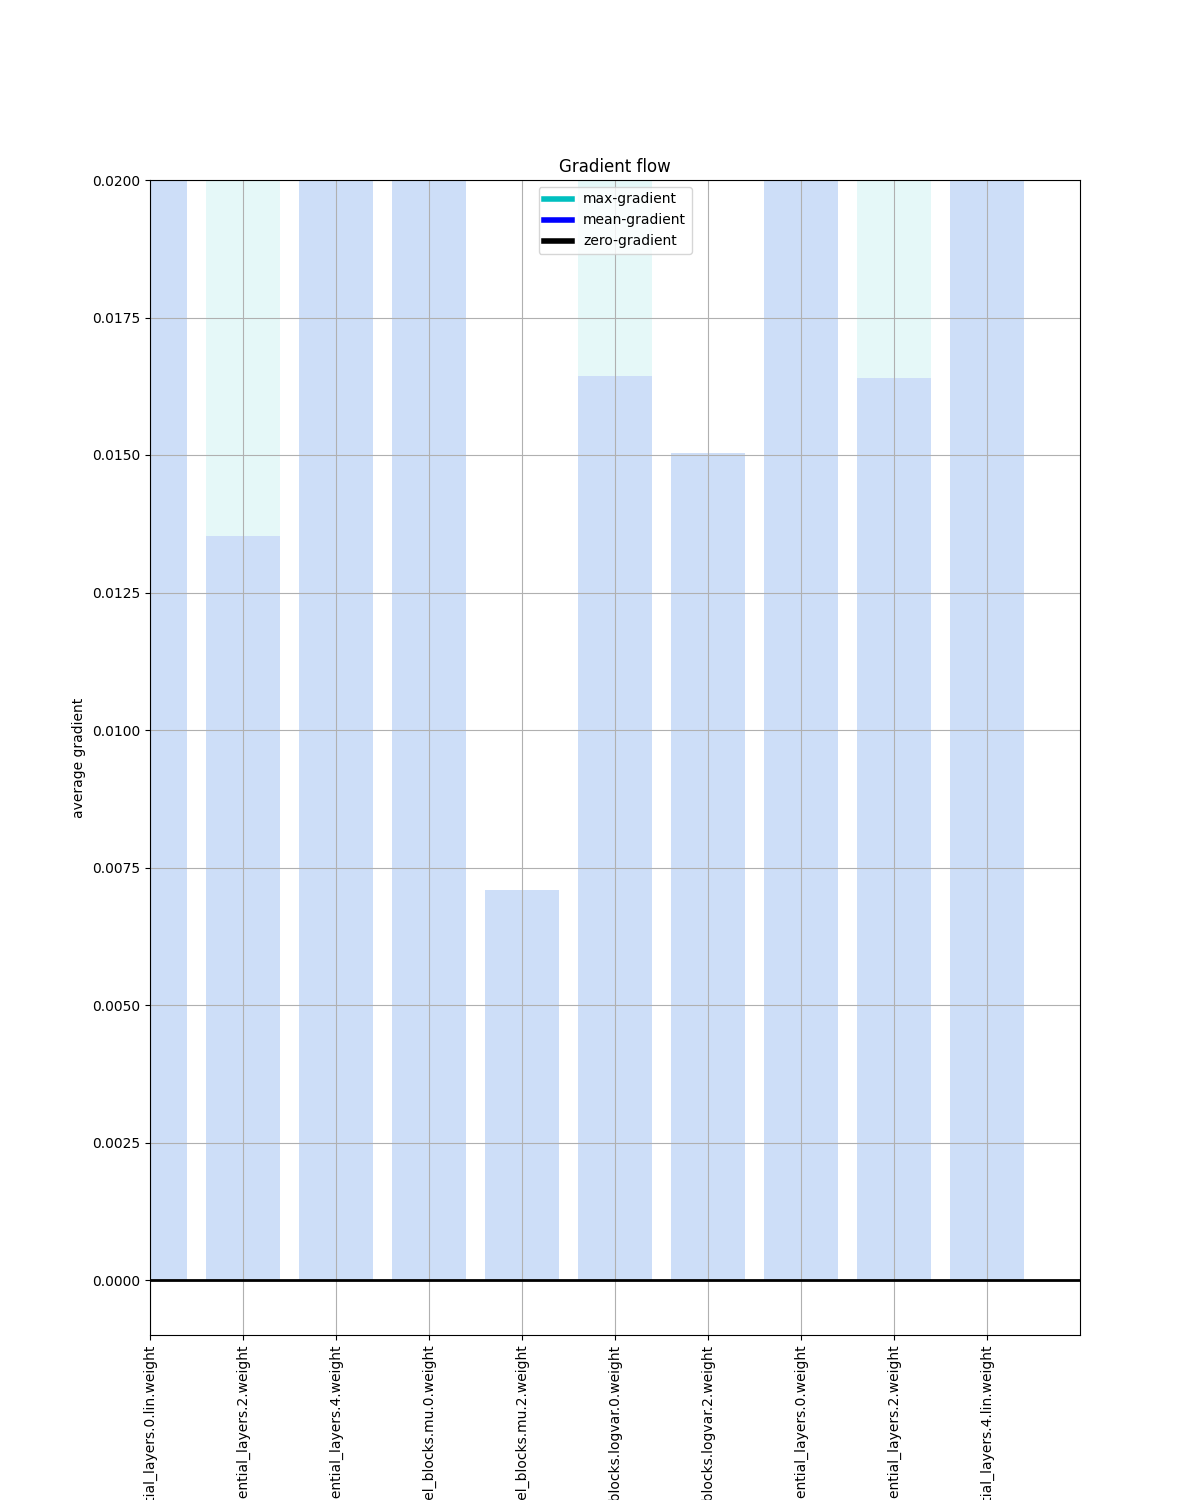 Gradient flow
max-gradient
mean-gradient
zero-gradient
0.0200
0.0175
0.0150
0.0125
0.0100
0.0075
0.0050
0.0025
0.0000
average gradient
tial_layers.0.lin.weight
ential_layers.2.weight
ential_layers.4.weight
el_blocks.mu.0.weight
el_blocks.mu.2.weight
blocks.logvar.0.weight
blocks.logvar.2.weight
ential_layers.0.weight
ential_layers.2.weight
tial_layers.4.lin.weight